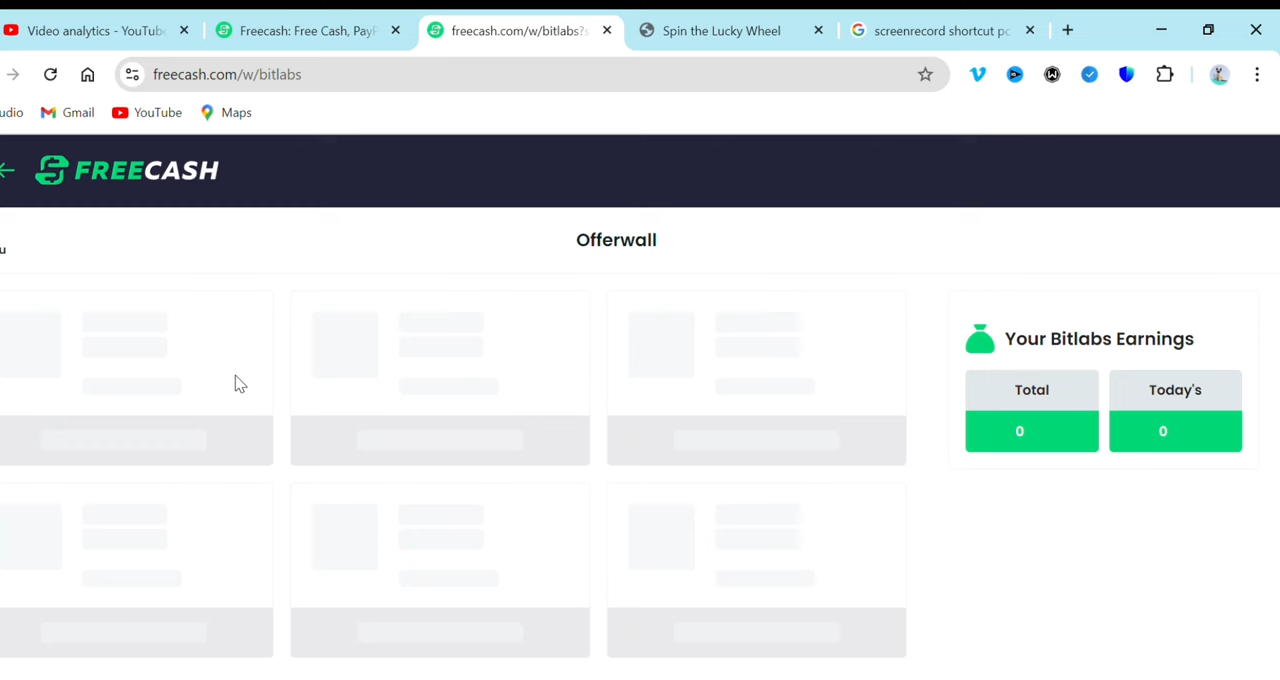 Video analytics - YouTub
Freecash: Free Cash, PayP
freecash.com/w/bitlabs?s
Spin the Lucky Wheel
screenrecord shortcut pc
freecash.com/w/bitlabs
udio
Gmail
YouTube
Maps
FREECASH
u
Offerwall
Your Bitlabs Earnings
Total
Today's
0
0